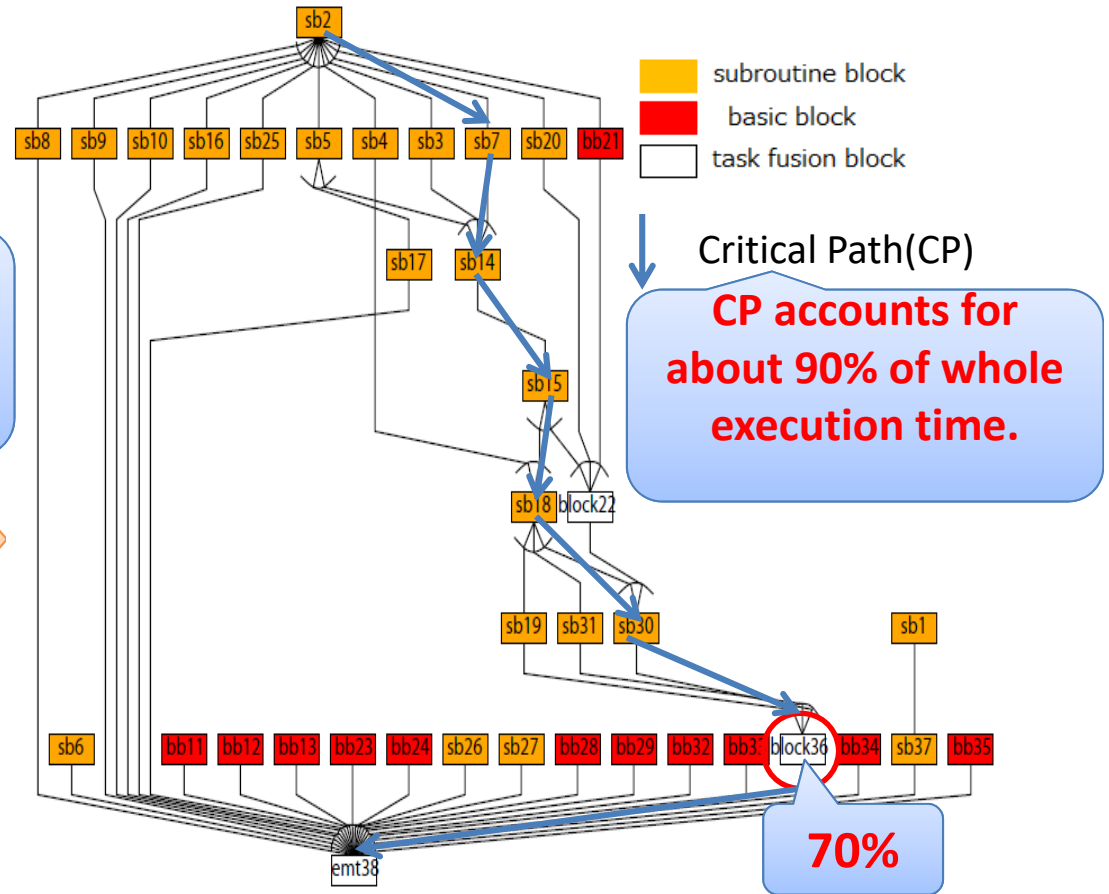 sb2
subroutine block
basic block
task fusion block
sb8 sb9 sb10 sb16 sb25 sb5 sb4 sb3 sb7 sb20 bb21
Critical Path(CP)
sb17 sb14
CP accounts for
about 90% of whole
execution time.
sb15
sb18 block22
sb19 sb31 sb30 sb1
sb6 bb11 bb12 bb13 bb23 bb24 sb26 sb27 bb28 bb29 bb32 bb33 block36 bb34 sb37 bb35
70%
emt38